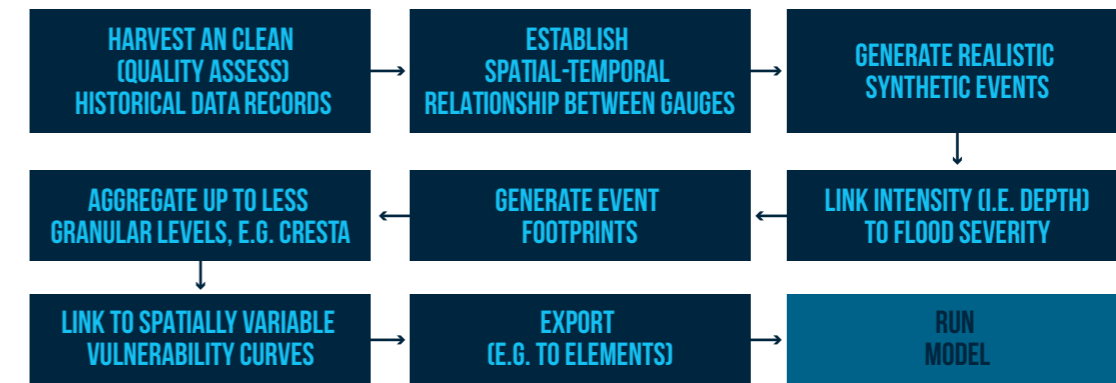 HARVEST AN CLEAN
(QUALITY ASSESS)
HISTORICAL DATA RECORDS
ESTABLISH
SPATIAL-TEMPORAL
RELATIONSHIP BETWEEN GAUGES
GENERATE REALISTIC
SYNTHETIC EVENTS
LINK INTENSITY (I.E. DEPTH)
TO FLOOD SEVERITY
GENERATE EVENT
FOOTPRINTS
AGGREGATE UP TO LESS
GRANULAR LEVELS, E.G. CRESTA
LINK TO SPATIALLY VARIABLE
VULNERABILITY CURVES
EXPORT
(E.G. TO ELEMENTS)
RUN
MODEL